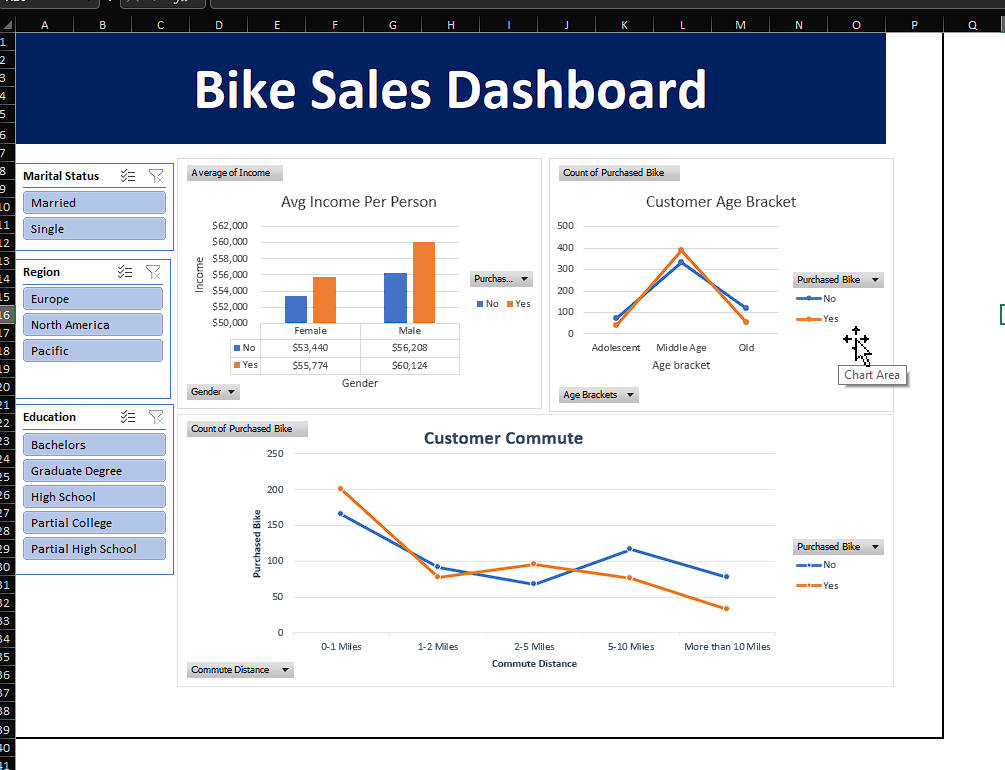 A B C D E F G H I J K L M N O P Q
1
2
3
4
5
6
7
8
9
10
11
12
13
14
15
16
17
18
19
20
21
22
23
24
25
26
27
28
29
30
31
32
33
34
35
36
37
38
39
40
41
Bike Sales Dashboard
Marital Status
Married
Single
Region
Europe
North America
Pacific
Education
Bachelors
Graduate Degree
High School
Partial College
Partial High School
Average of Income
Avg Income Per Person
Income
$62,000
$60,000
$58,000
$56,000
$54,000
$52,000
$50,000
Female Male
No $53,440 $56,208
Yes $55,774 $60,124
Gender
Purchas...
No Yes
Gender
Count of Purchased Bike
Customer Age Bracket
500
400
300
200
100
0
Adolescent Middle Age Old
Age bracket
Purchased Bike
No
Yes
Chart Area
Age Brackets
Count of Purchased Bike
Customer Commute
Purchased Bike
250
200
150
100
50
0
0-1 Miles 1-2 Miles 2-5 Miles 5-10 Miles More than 10 Miles
Commute Distance
Purchased Bike
No
Yes
Commute Distance